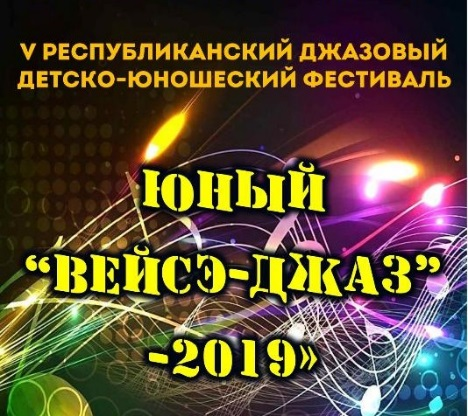 V РЕСПУБЛИКАНСКИЙ ДЖАЗОВЫЙ
ДЕТСКО-ЮНОШЕСКИЙ ФЕСТИВАЛЬ
ЮНЫЙ
“ВЕЙСЭ-ДЖАЗ”
-2019»